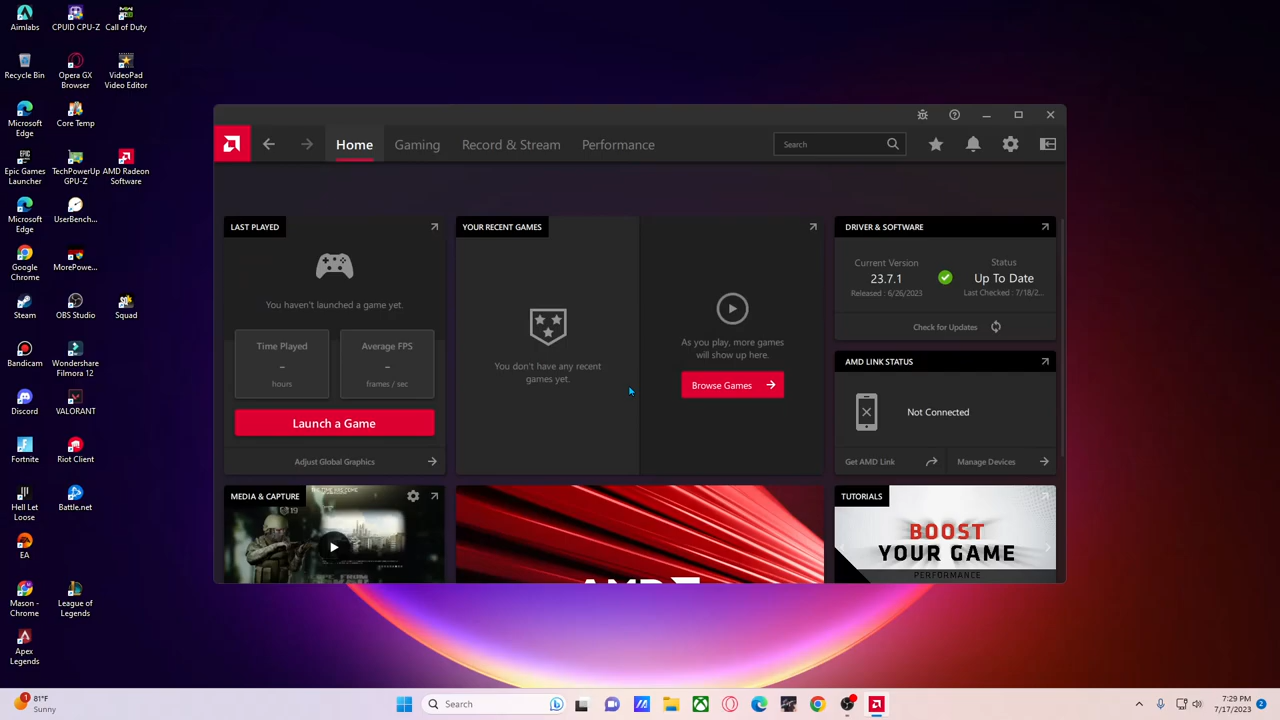 Aimlabs
CPUID CPU-Z
Call of Duty
Recycle Bin
Opera GX
Browser
VideoPad
Video Editor
Microsoft
Edge
Core Temp
Epic Games
Launcher
TechPowerUp
GPU-Z
AMD Radeon
Software
Microsoft
Edge
UserBench...
Google
Chrome
MorePowe...
Steam
OBS Studio
Squad
Bandicam
Wondershare
Filmora 12
Discord
VALORANT
Fortnite
Riot Client
Hell Let
Loose
Battle.net
EA
Mason -
Chrome
League of
Legends
Apex
Legends
Home
Gaming
Record & Stream
Performance
Search
LAST PLAYED
You haven't launched a game yet.
Time Played
-
hours
Average FPS
-
frames / sec
Launch a Game
Adjust Global Graphics
YOUR RECENT GAMES
You don't have any recent
games yet.
As you play, more games
will show up here.
Browse Games
DRIVER & SOFTWARE
Current Version
23.7.1
Released : 6/26/2023
Status
Up To Date
Last Checked : 7/18/2...
Check for Updates
AMD LINK STATUS
Not Connected
Get AMD Link
Manage Devices
MEDIA & CAPTURE
TUTORIALS
BOOST
YOUR GAME
PERFORMANCE
1
81°F
Sunny
Search
7:29 PM
7/17/2023
2